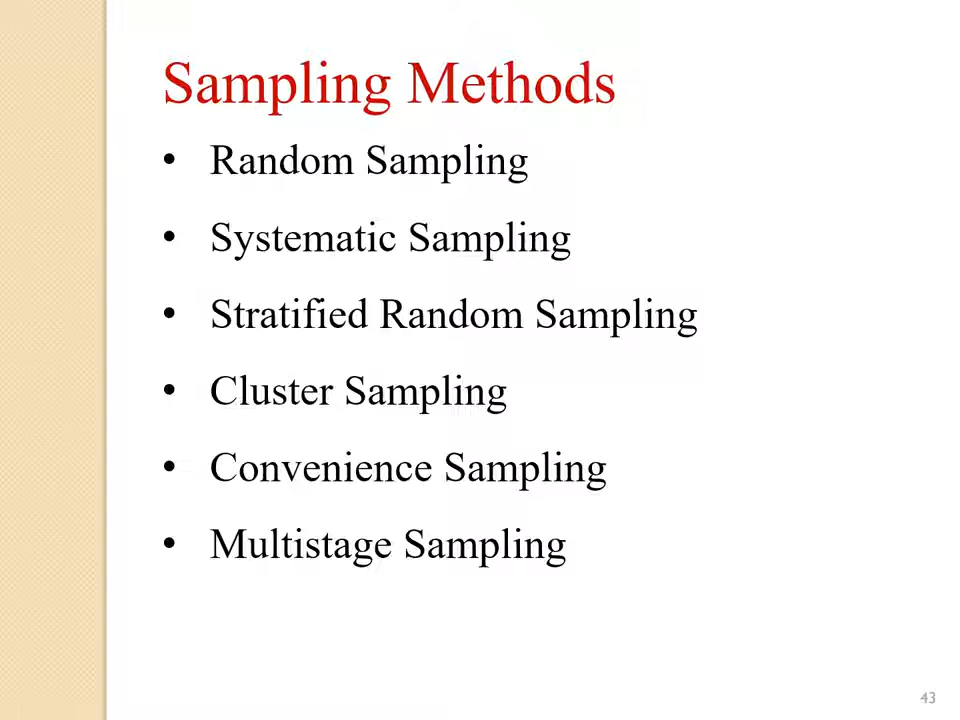 Sampling Methods
• Random Sampling
• Systematic Sampling
• Stratified Random Sampling
• Cluster Sampling
• Convenience Sampling
• Multistage Sampling
43